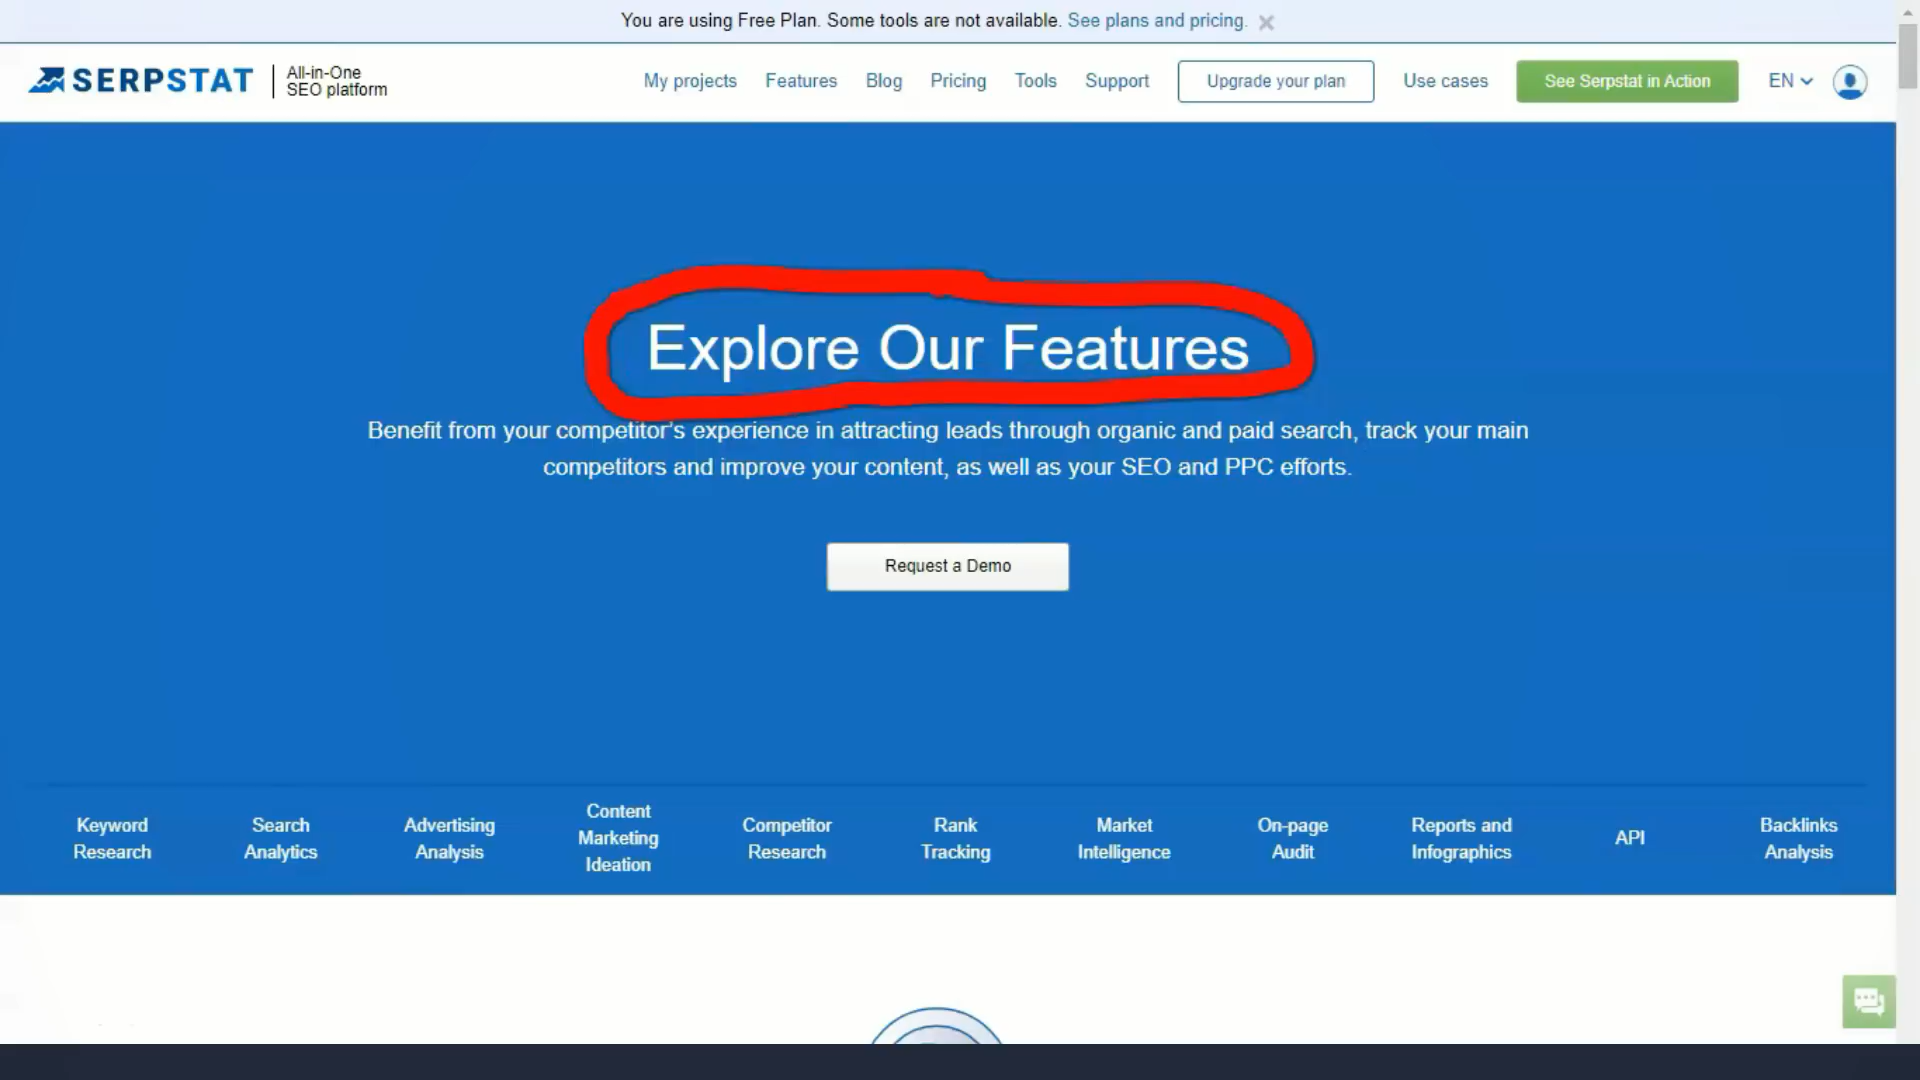 You are using Free Plan. Some tools are not available. See plans and pricing.
SERPSTAT
All-in-One
SEO platform
My projects
Features
Blog
Pricing
Tools
Support
Upgrade your plan
Use cases
See Serpstat in Action
EN
Explore Our Features
Benefit from your competitor's experience in attracting leads through organic and paid search, track your main
competitors and improve your content, as well as your SEO and PPC efforts.
Request a Demo
Keyword
Research
Search
Analytics
Advertising
Analysis
Content
Marketing
Ideation
Competitor
Research
Rank
Tracking
Market
Intelligence
On-page
Audit
Reports and
Infographics
API
Backlinks
Analysis